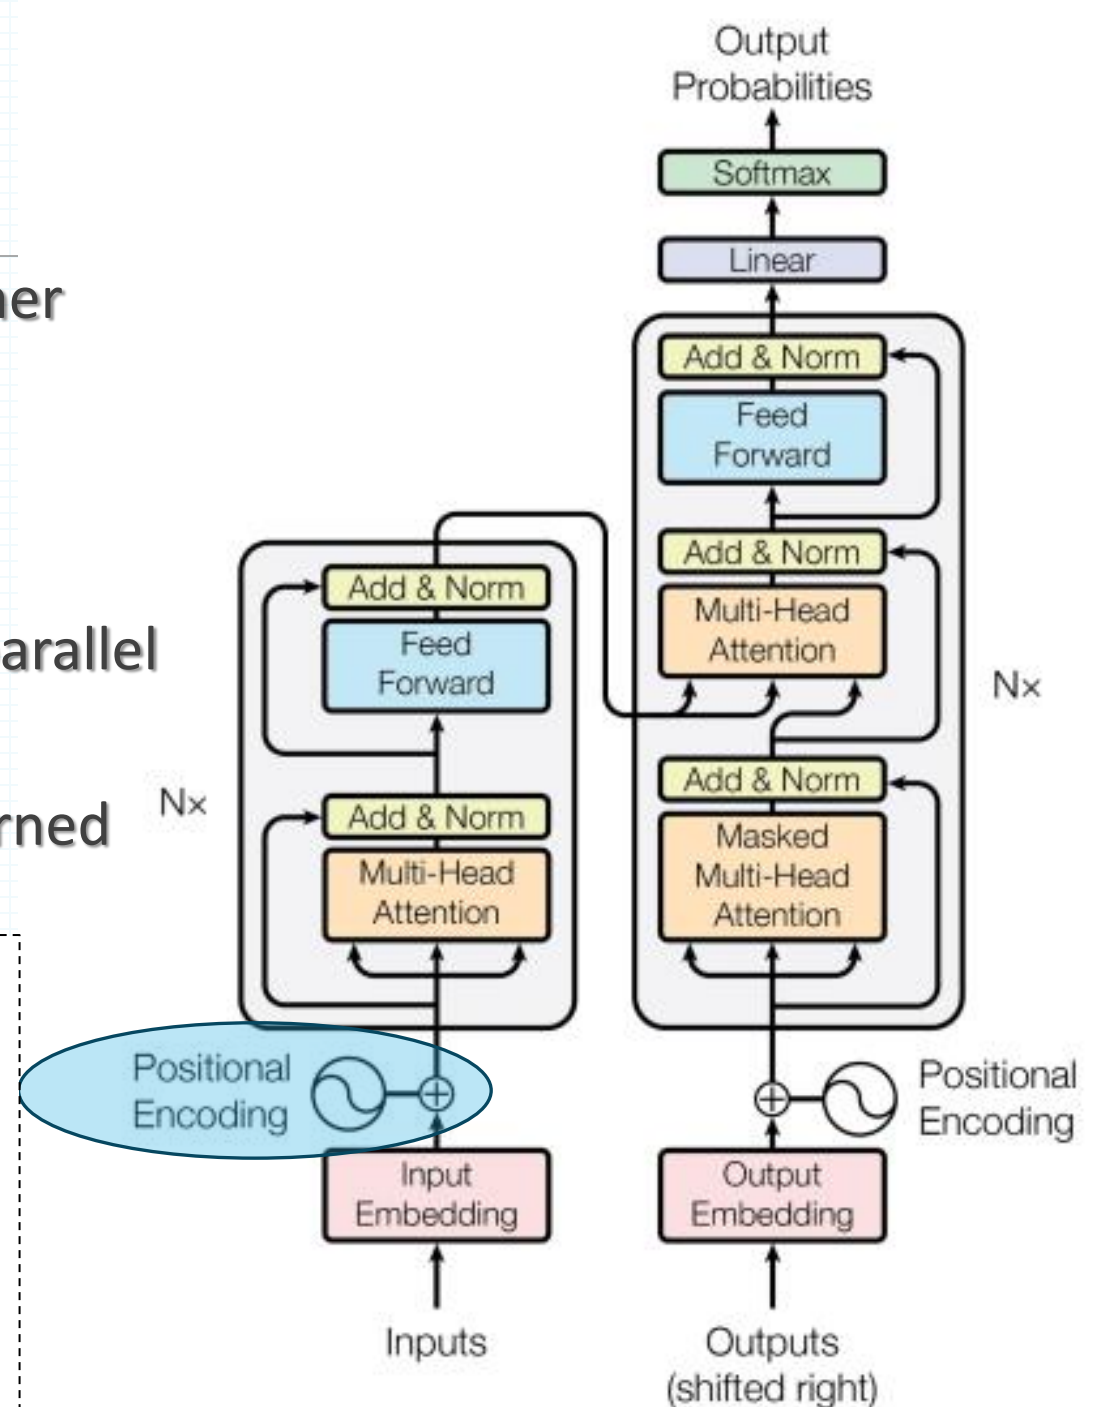 ner
arallel
rned
Output
Probabilities
Softmax
Linear
Add & Norm
Feed
Forward
Add & Norm
Multi-Head
Attention
Nx
Add & Norm
Masked
Multi-Head
Attention
Add & Norm
Feed
Forward
Nx
Add & Norm
Multi-Head
Attention
Positional
Encoding
Positional
Encoding
Input
Embedding
Output
Embedding
Inputs
Outputs
(shifted right)